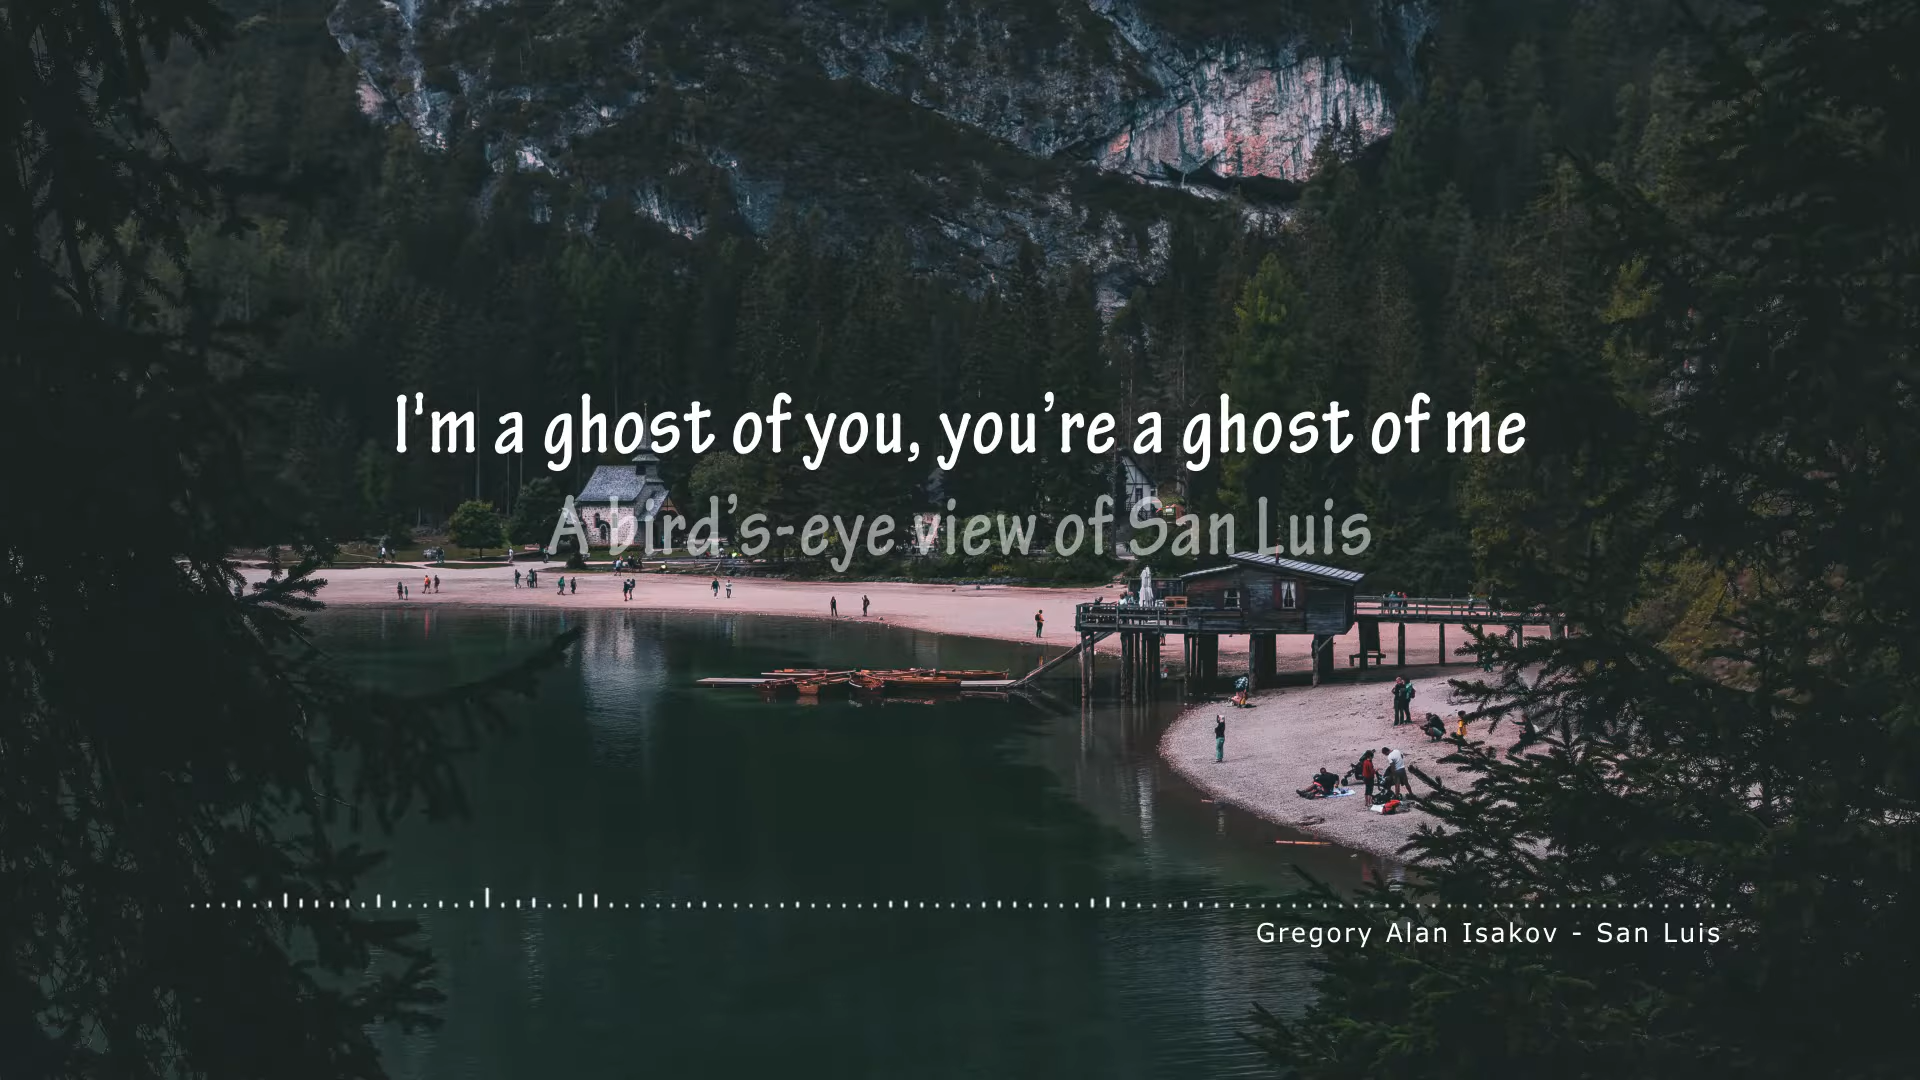 I'm a ghost of you, you’re a ghost of me
A bird’s-eye view of San Luis
Gregory Alan Isakov - San Luis